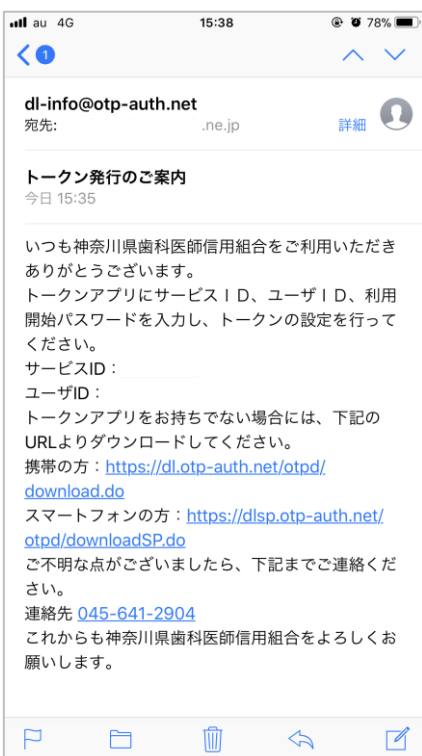 au 4G 15:38 78%
1
dl-info@otp-auth.net
宛先: .ne.jp 詳細
トークン発行のご案内
今日 15:35
いつも神奈川県歯科医師信用組合をご利用いただき
ありがとうございます。
トークンアプリにサービスＩＤ、ユーザＩＤ、利用
開始パスワードを入力し、トークンの設定を行って
ください。
サービスID：
ユーザID：
トークンアプリをお持ちでない場合には、下記の
URLよりダウンロードしてください。
携帯の方：https://dl.otp-auth.net/otpd/
download.do
スマートフォンの方：https://dlsp.otp-auth.net/
otpd/downloadSP.do
ご不明な点がございましたら、下記までご連絡くだ
さい。
連絡先 045-641-2904
これからも神奈川県歯科医師信用組合をよろしくお
願いします。